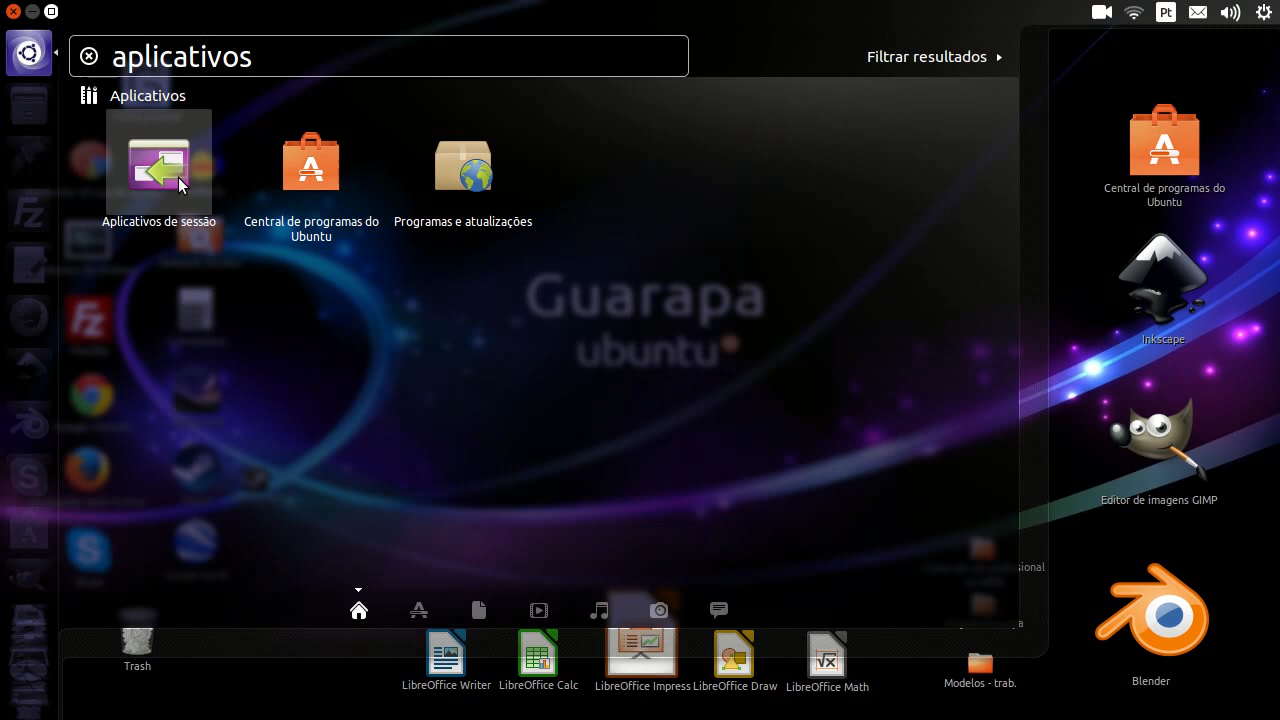 Pt
aplicativos
Filtrar resultados
Aplicativos
Aplicativos de sessão
Central de programas do
Ubuntu
Programas e atualizações
Central de programas do
Ubuntu
Guarapa
ubuntu
Inkscape
Editor de imagens GIMP
Blender
Trash
LibreOffice Writer
LibreOffice Calc
LibreOffice Impress
LibreOffice Draw
LibreOffice Math
Modelos - trab.